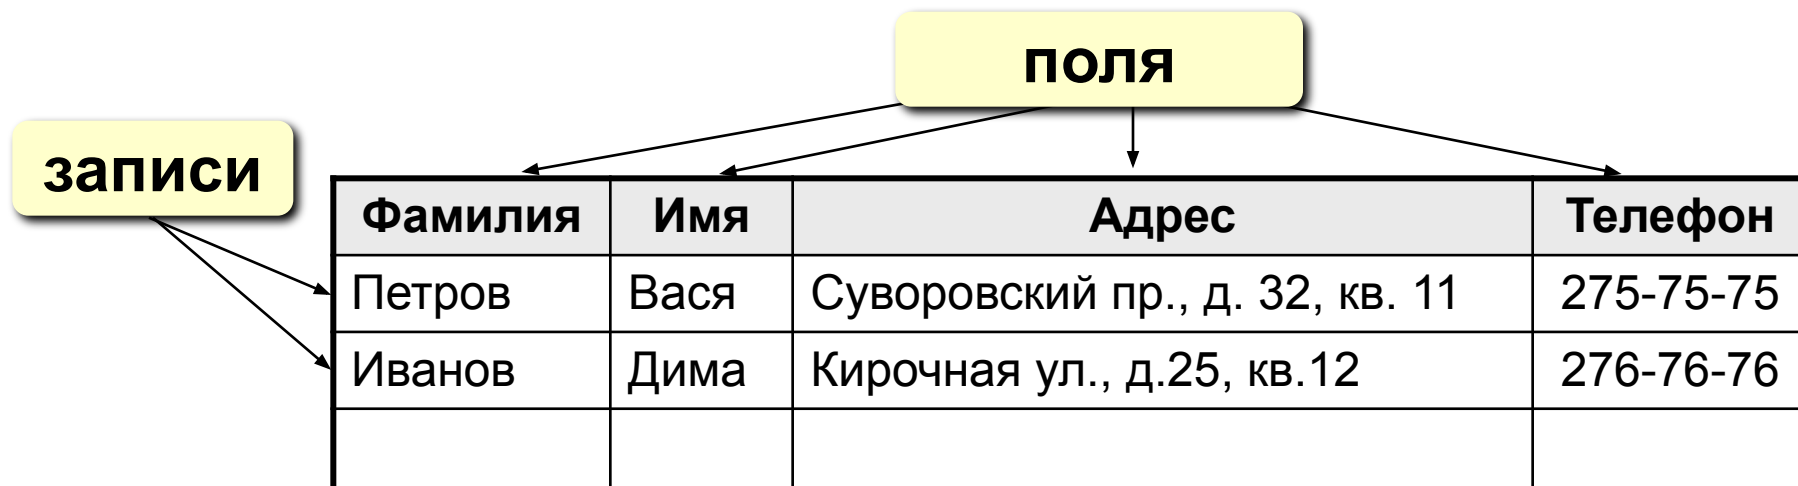 поля
записи
Фамилия Имя Адрес Телефон
Петров Вася Суворовский пр., д. 32, кв. 11 275-75-75
Иванов Дима Кирочная ул., д.25, кв.12 276-76-76